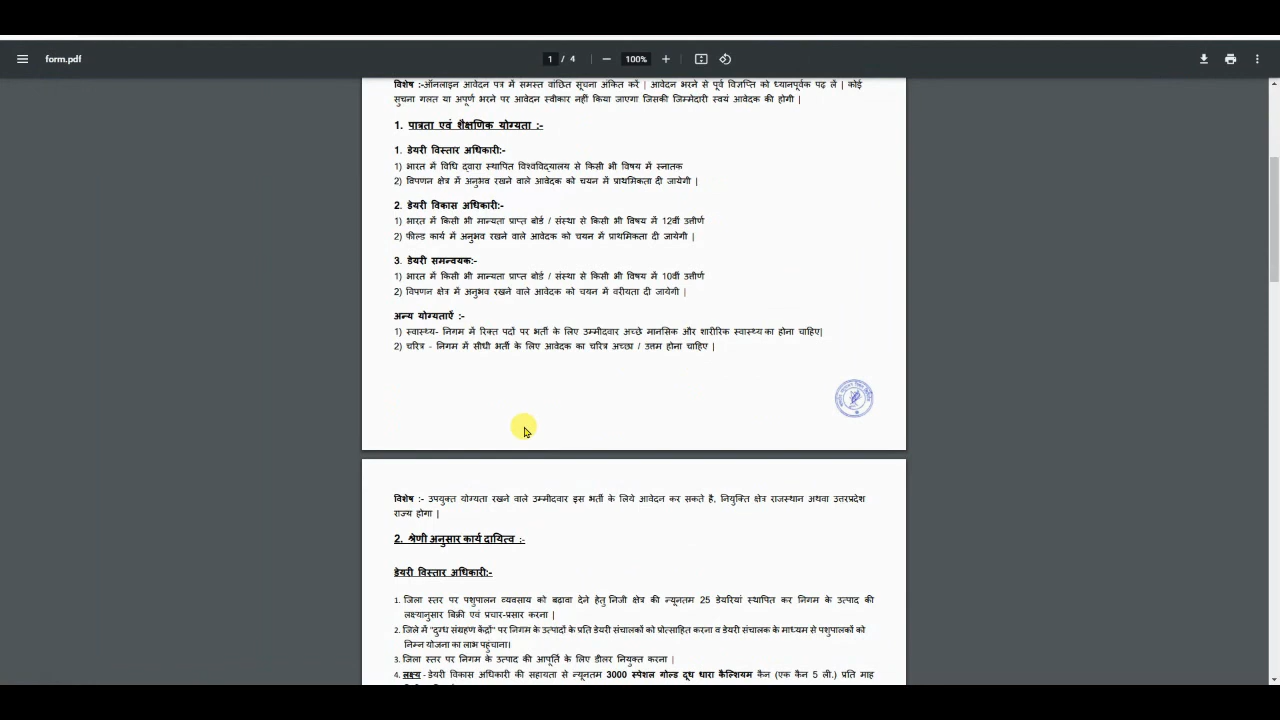 form.pdf
1 / 4
100%
विशेष :-ऑनलाइन आवेदन पत्र में समस्त वांछित सूचना अंकित करें | आवेदन भरने से पूर्व विज्ञप्ति को ध्यानपूर्वक पढ़ लें | कोई
सुचना गलत या अपूर्ण भरने पर आवेदन स्वीकार नहीं किया जाएगा जिसकी जिम्मेदारी स्वयं आवेदक की होगी |
1. पात्रता एवं शैक्षणिक योग्यता :-
1. डेयरी विस्तार अधिकारी:-
1) भारत में विधि द्वारा स्थापित विश्वविद्यालय से किसी भी विषय में स्नातक
2) विपणन क्षेत्र में अनुभव रखने वाले आवेदक को चयन में प्राथमिकता दी जायेगी |
2. डेयरी विकास अधिकारी:-
1) भारत में किसी भी मान्यता प्राप्त बोर्ड / संस्था से किसी भी विषय में 12वीं उत्तीर्ण
2) फील्ड कार्य में अनुभव रखने वाले आवेदक को चयन में प्राथमिकता दी जायेगी |
3. डेयरी समन्वयक:-
1) भारत में किसी भी मान्यता प्राप्त बोर्ड / संस्था से किसी भी विषय में 10वीं उत्तीर्ण
2) विपणन क्षेत्र में अनुभव रखने वाले आवेदक को चयन में वरीयता दी जायेगी |
अन्य योग्यताऐं :-
1) स्वास्थ्य- निगम में रिक्त पदों पर भर्ती के लिए उम्मीदवार अच्छे मानसिक और शारीरिक स्वास्थ्य का होना चाहिए|
2) चरित्र - निगम में सीधी भर्ती के लिए आवेदक का चरित्र अच्छा / उत्तम होना चाहिए |
विशेष :- उपयुक्त योग्यता रखने वाले उम्मीदवार इस भर्ती के लिये आवेदन कर सकते है, नियुक्ति क्षेत्र राजस्थान अथवा उत्तरप्रदेश
राज्य होगा |
2. श्रेणी अनुसार कार्य दायित्व :-
डेयरी विस्तार अधिकारी:-
1. जिला स्तर पर पशुपालन व्यवसाय को बढ़ावा देने हेतु निजी क्षेत्र की न्यूनतम 25 डेयरियां स्थापित कर निगम के उत्पाद की
लक्ष्यानुसार बिक्री एवं प्रचार-प्रसार करना |
2. जिले में "दुग्ध संग्रहण केंद्रों" पर निगम के उत्पादों के प्रति डेयरी संचालकों को प्रोत्साहित करना व डेयरी संचालक के माध्यम से पशुपालकों को
निम्न योजना का लाभ पहुंचाना।
3. जिला स्तर पर निगम के उत्पाद की आपूर्ति के लिए डीलर नियुक्त करना |
4. लक्ष्य - डेयरी विकास अधिकारी की सहायता से न्यूनतम 3000 स्पेशल गोल्ड दूध धारा कैल्शियम कैन (एक कैन 5 ली.) प्रति माह